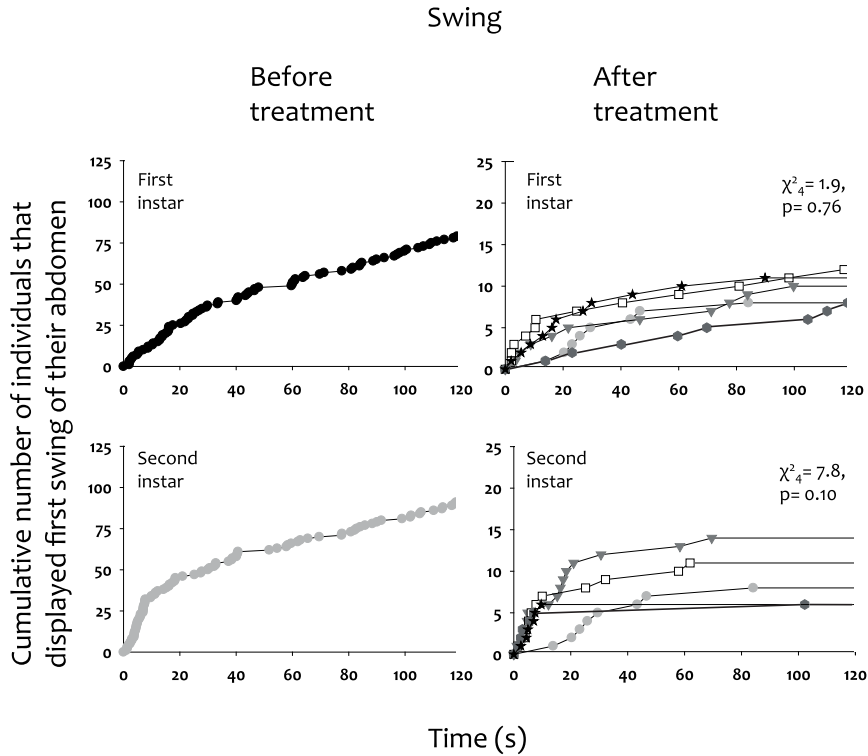 Swing
Before
treatment
After
treatment
Cumulative number of individuals that
displayed first swing of their abdomen
125
100
75
50
25
0
First
instar
0 20 40 60 80 100 120
25
20
15
10
5
0
First
instar
χ²₄= 1.9,
p= 0.76
0 20 40 60 80 100 120
125
100
75
50
25
0
Second
instar
0 20 40 60 80 100 120
25
20
15
10
5
0
Second
instar
χ²₄= 7.8,
p= 0.10
0 20 40 60 80 100 120
Time (s)